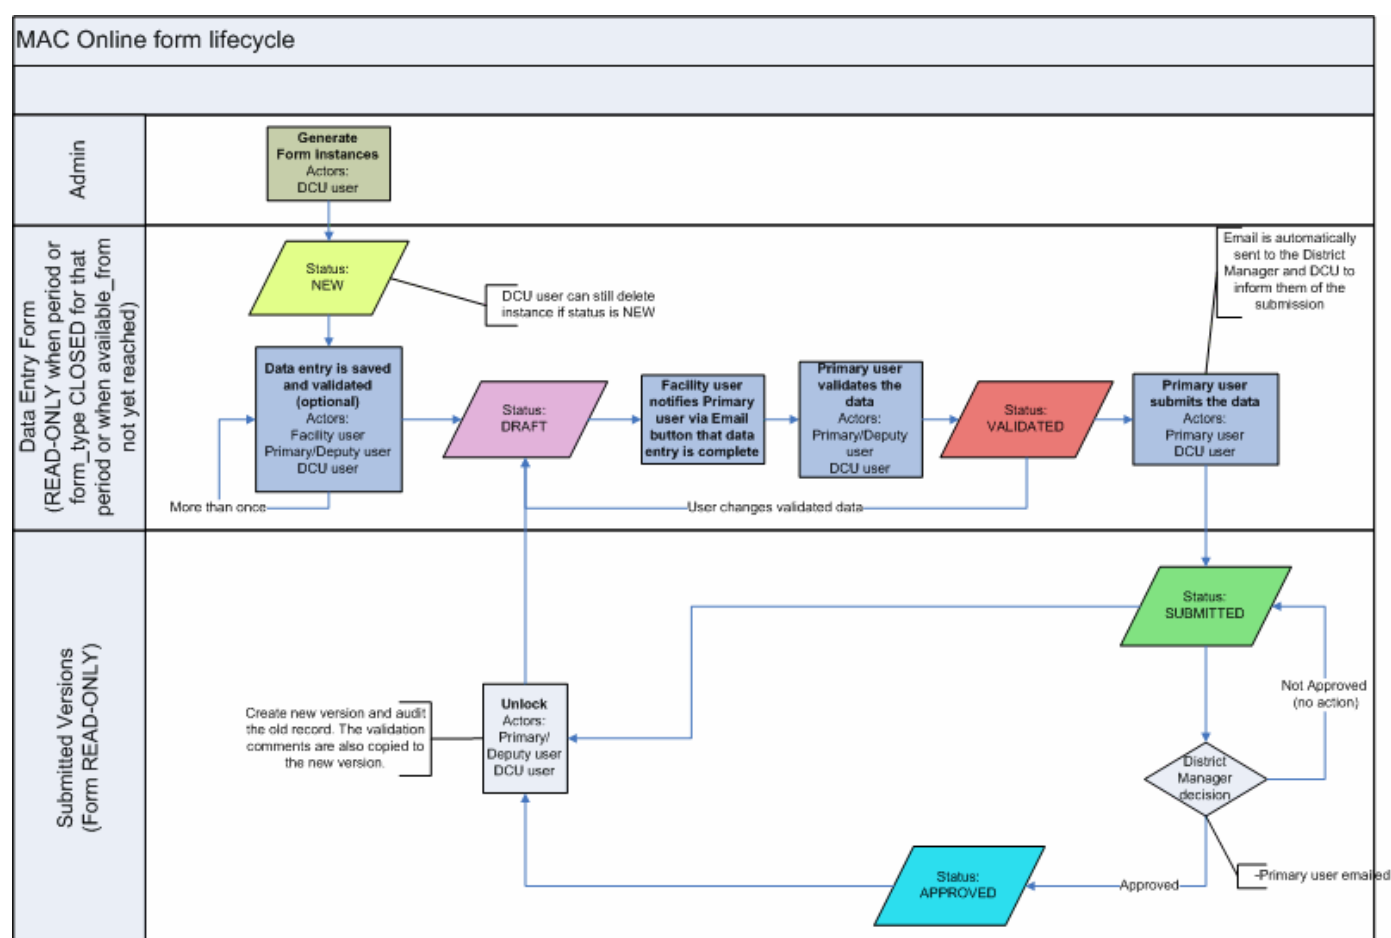 MAC Online form lifecycle
Admin
Generate
Form Instances
Actors:
DCU user
Data Entry Form
(READ-ONLY when period or
form_type CLOSED for that
period or when available_from
not yet reached)
Status:
NEW
DCU user can still delete
instance if status is NEW
Email is automatically
sent to the District
Manager and DCU to
inform them of the
submission
Data entry is saved
and validated
(optional)
Actors:
Facility user
Primary/Deputy user
DCU user
More than once
Status:
DRAFT
Facility user
notifies Primary
user via Email
button that data
entry is complete
Primary user
validates the
data
Actors:
Primary/Deputy
user
DCU user
Status:
VALIDATED
Primary user
submits the data
Actors:
Primary user
DCU user
User changes validated data
Submitted Versions
(Form READ-ONLY)
Status:
SUBMITTED
Not Approved
(no action)
Create new version and audit
the old record. The validation
comments are also copied to
the new version.
Unlock
Actors:
Primary/
Deputy user
DCU user
District
Manager
decision
Status:
APPROVED
Approved
-Primary user emailed